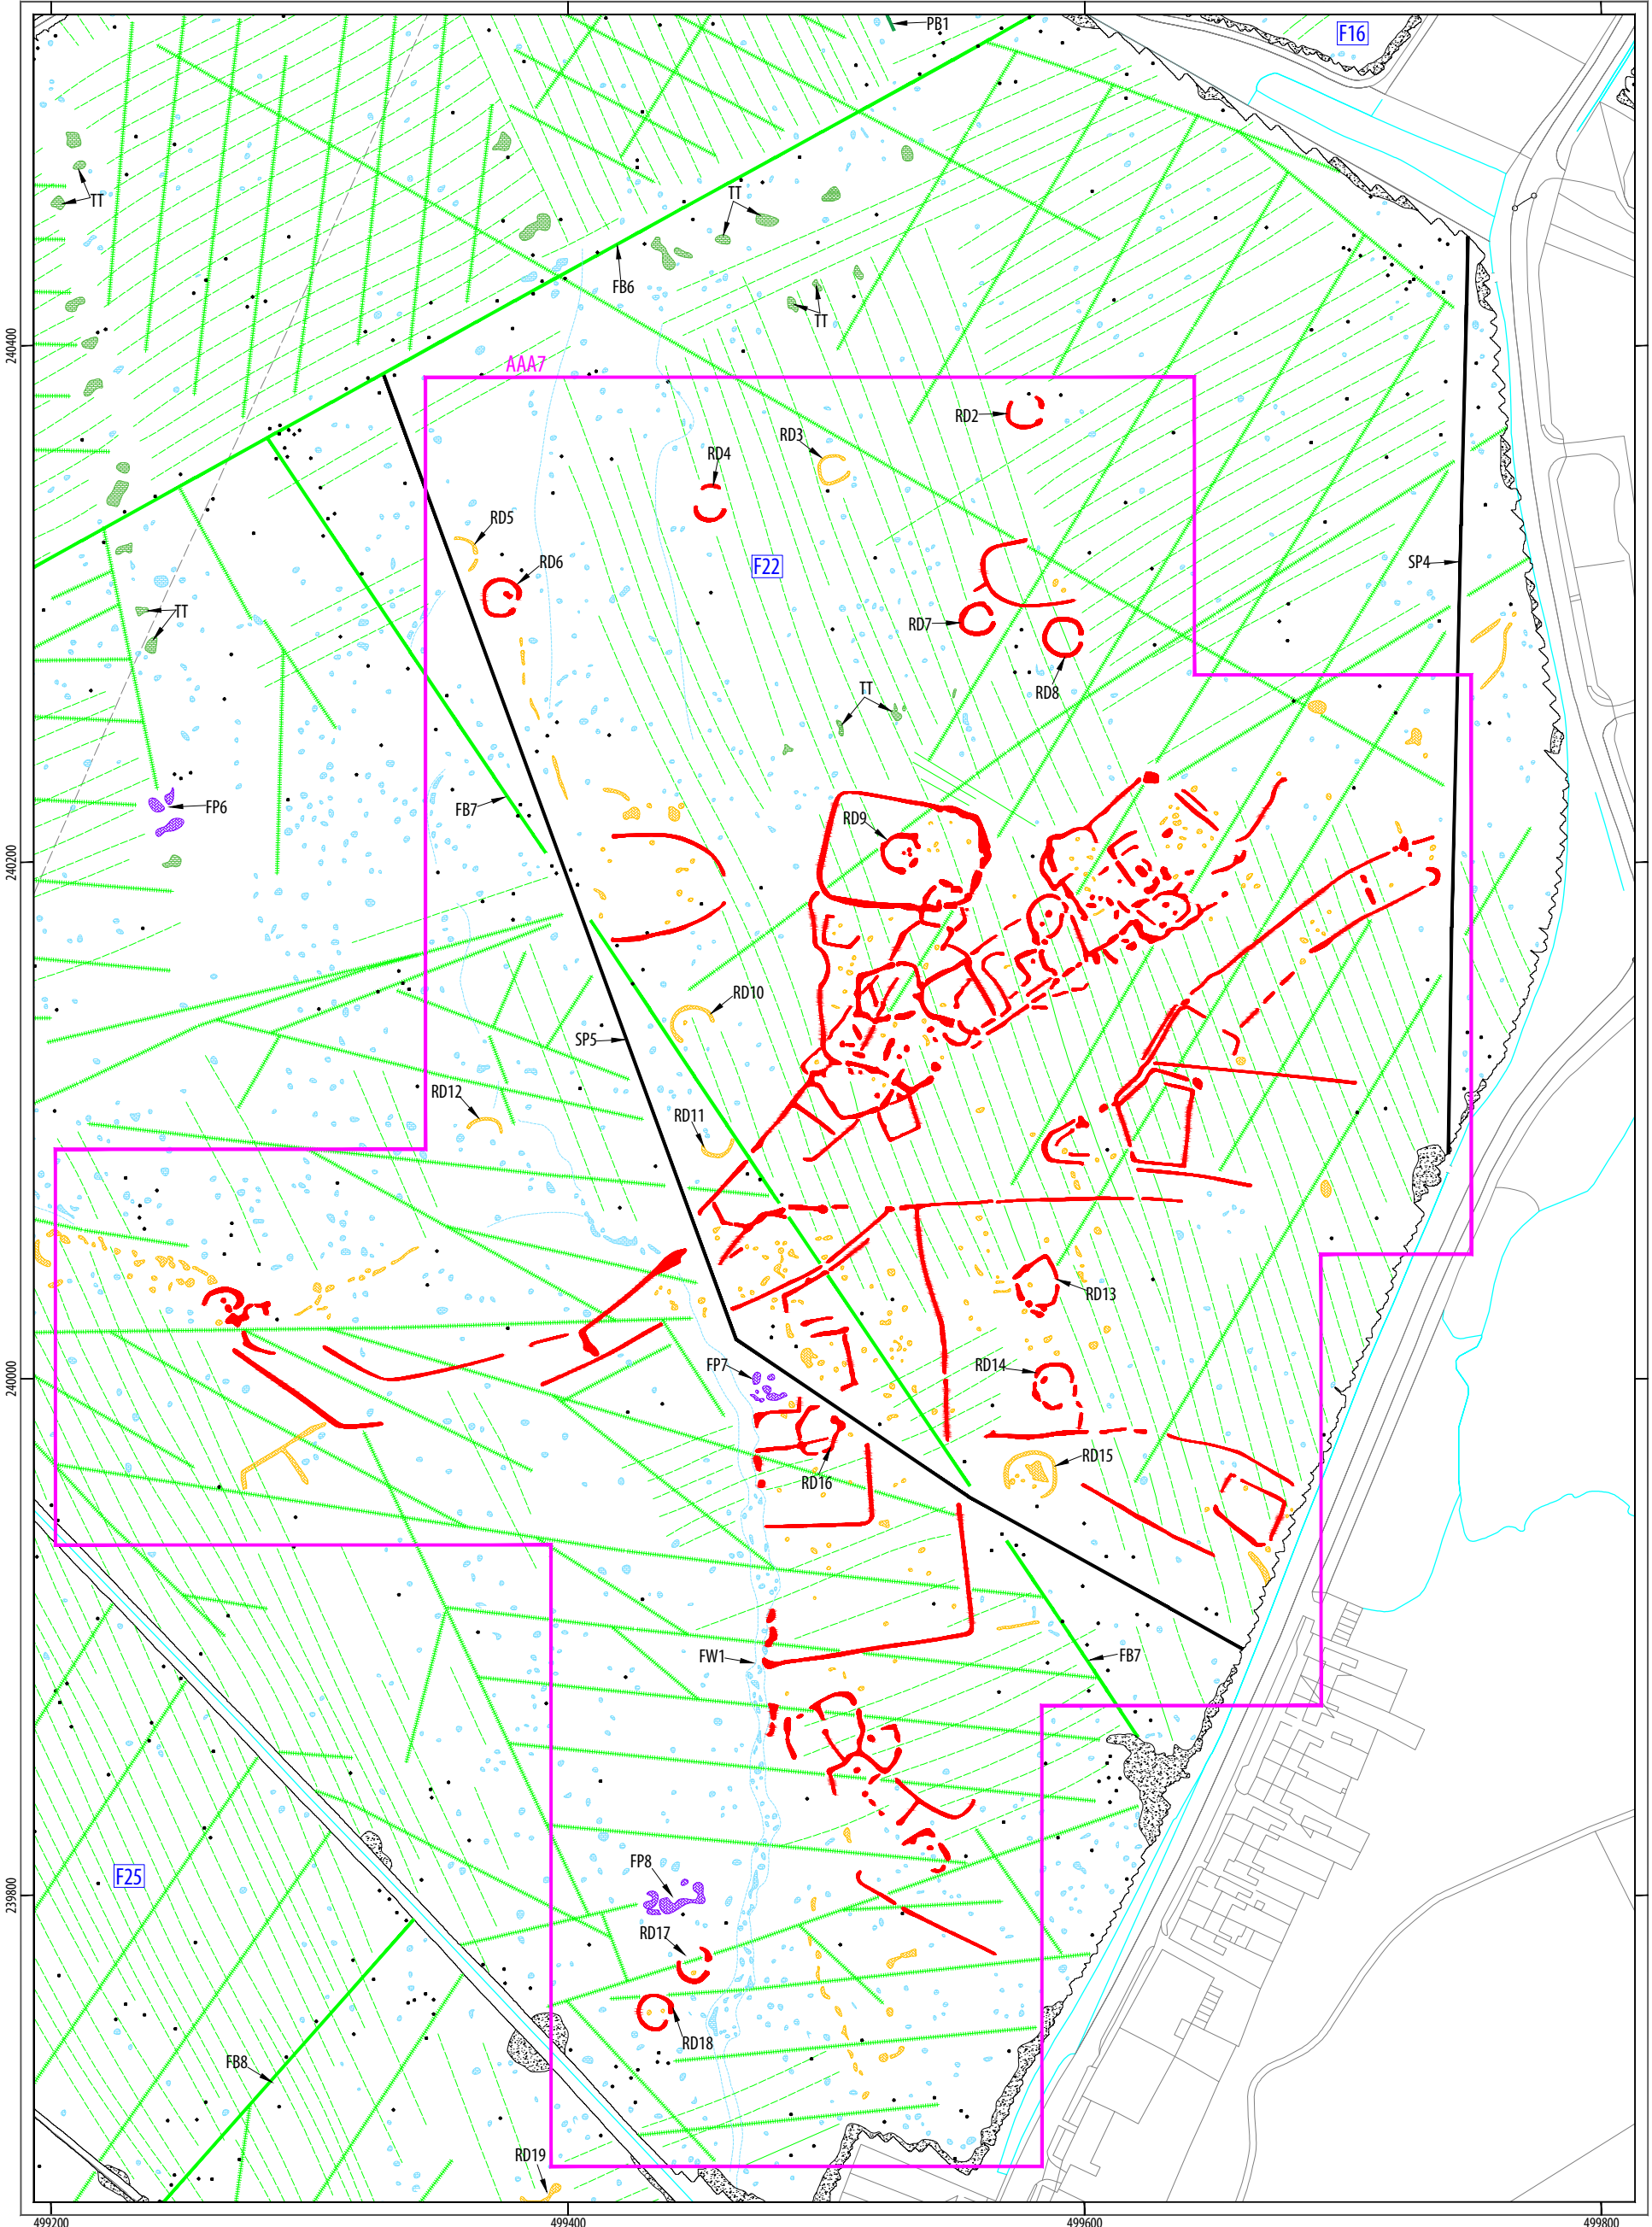 PB1
F16
TT
TT
FB6
TT
240400
AAA7
RD2
RD3
RD4
RD5
F22
SP4
RD6
RD7
TT
RD8
TT
FP6
FB7
RD9
240200
RD10
SP5
RD12
RD11
RD13
FP7
RD14
240000
RD15
RD16
FW1
FB7
FP8
F25
239800
RD17
RD18
FB8
RD19
499200
499400
499600
499800